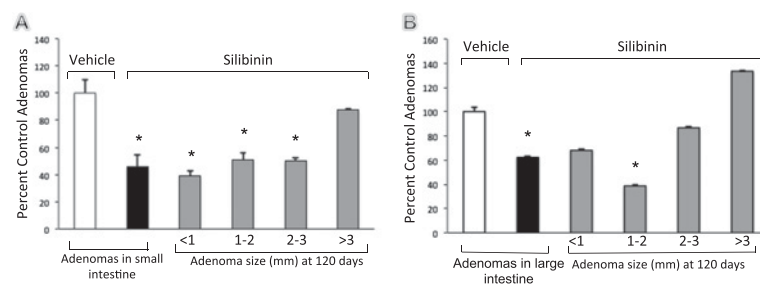 A
Percent Control Adenomas
140
120
100
80
60
40
20
0
Vehicle
Silibinin
*
*
*
*
<1
1-2
2-3
>3
Adenomas in small
intestine
Adenoma size (mm) at 120 days
B
Percent Control Adenomas
160
140
120
100
80
60
40
20
0
Vehicle
Silibinin
*
*
<1
1-2
2-3
>3
Adenomas in large
intestine
Adenoma size (mm) at 120 days